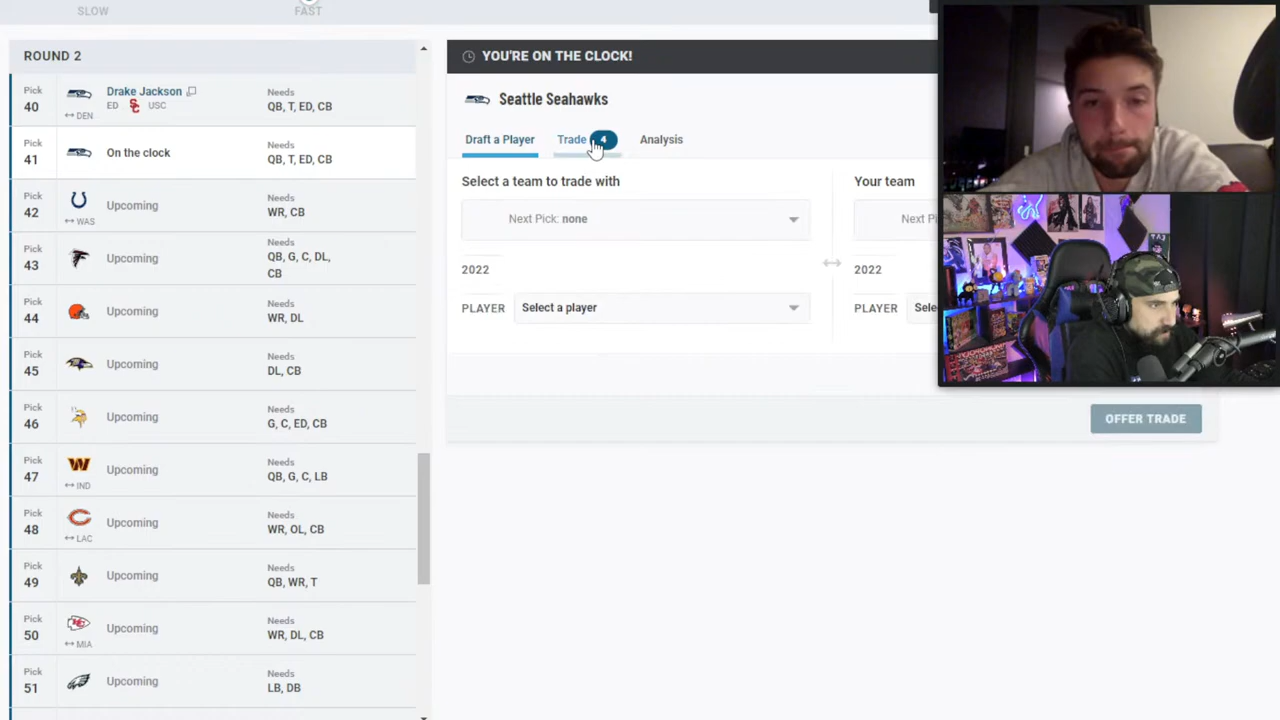 SLOW
FAST
ROUND 2
Pick
40
↔ DEN
Drake Jackson
ED USC
Needs
QB, T, ED, CB
Pick
41
On the clock
Needs
QB, T, ED, CB
Pick
42
↔ WAS
Upcoming
Needs
WR, CB
Pick
43
Upcoming
Needs
QB, G, C, DL,
CB
Pick
44
Upcoming
Needs
WR, DL
Pick
45
Upcoming
Needs
DL, CB
Pick
46
Upcoming
Needs
G, C, ED, CB
Pick
47
↔ IND
Upcoming
Needs
QB, G, C, LB
Pick
48
↔ LAC
Upcoming
Needs
WR, OL, CB
Pick
49
Upcoming
Needs
QB, WR, T
Pick
50
↔ MIA
Upcoming
Needs
WR, DL, CB
Pick
51
Upcoming
Needs
LB, DB
YOU'RE ON THE CLOCK!
Seattle Seahawks
Draft a Player
Trade 4
Analysis
Select a team to trade with
Next Pick: none
2022
PLAYER Select a player
Your team
Next Pi
2022
PLAYER Sele
OFFER TRADE